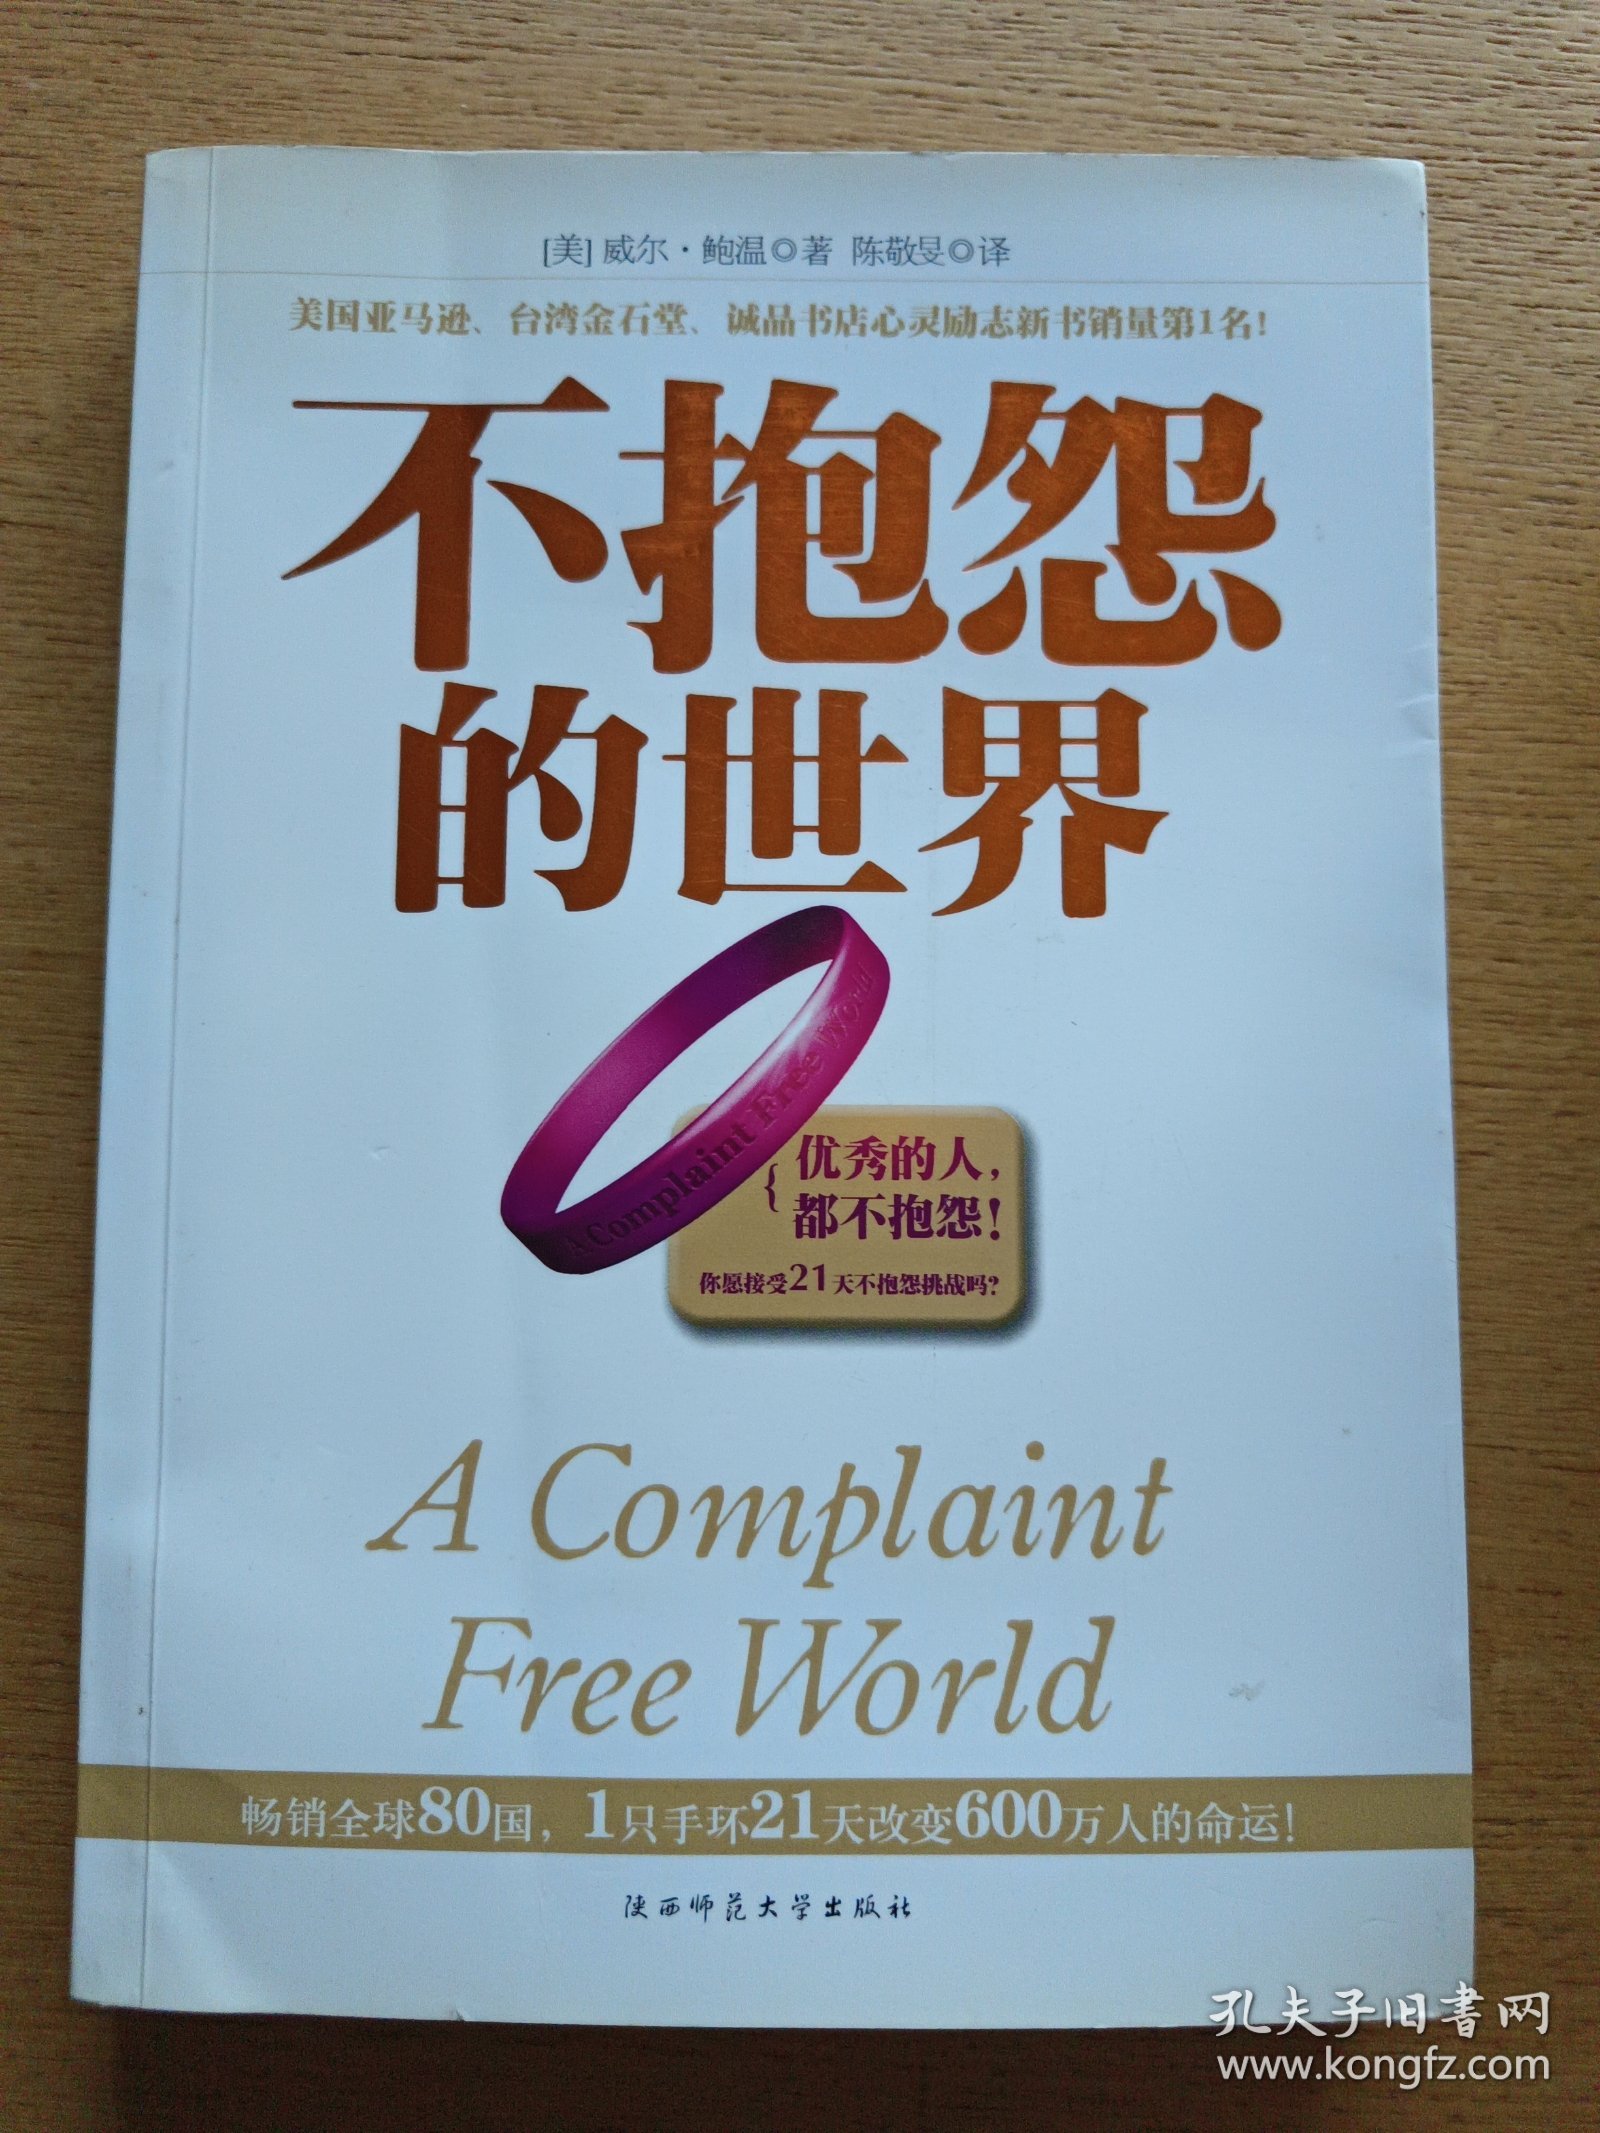 [美] 威尔·鲍温◎著 陈敬旻◎译
美国亚马逊、台湾金石堂、诚品书店心灵励志新书销量第1名!
不抱怨
的世界
A Complaint Free World
{优秀的人,
都不抱怨!
你愿接受21天不抱怨挑战吗?
A Complaint
Free World
畅销全球80国,1只手环21天改变600万人的命运!
陕西师范大学出版社
孔夫子旧書网
www.kongfz.com